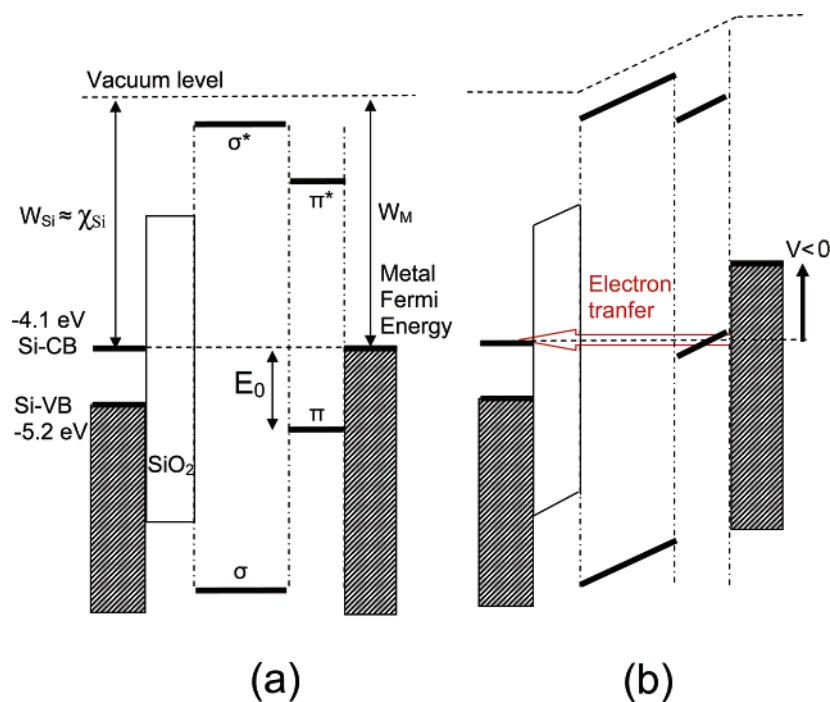 Vacuum level
σ*
π*
W_Si ≈ χ_Si
W_M
Metal
Fermi
Energy
-4.1 eV
Si-CB
E₀
Si-VB
-5.2 eV
π
SiO₂
σ
(a)
V<0
Electron
tranfer
(b)